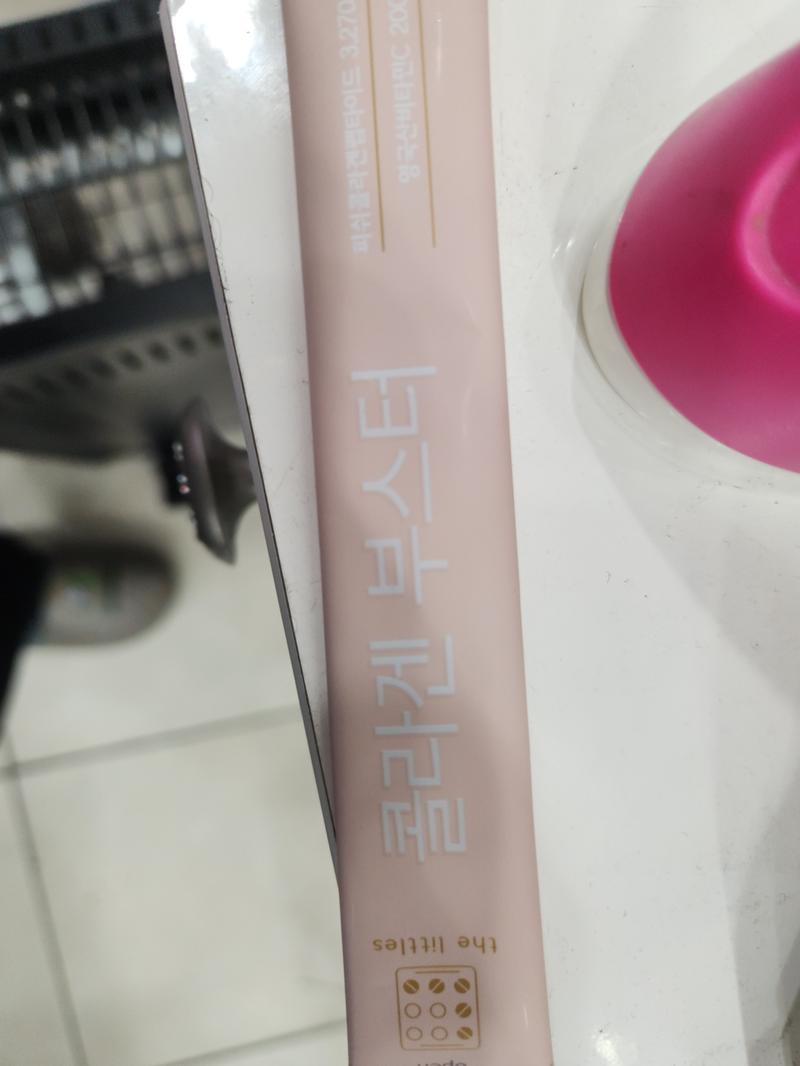 the littles
콜라겐 부스터
피쉬콜라겐펩타이드 3,270
영국산비타민C 200